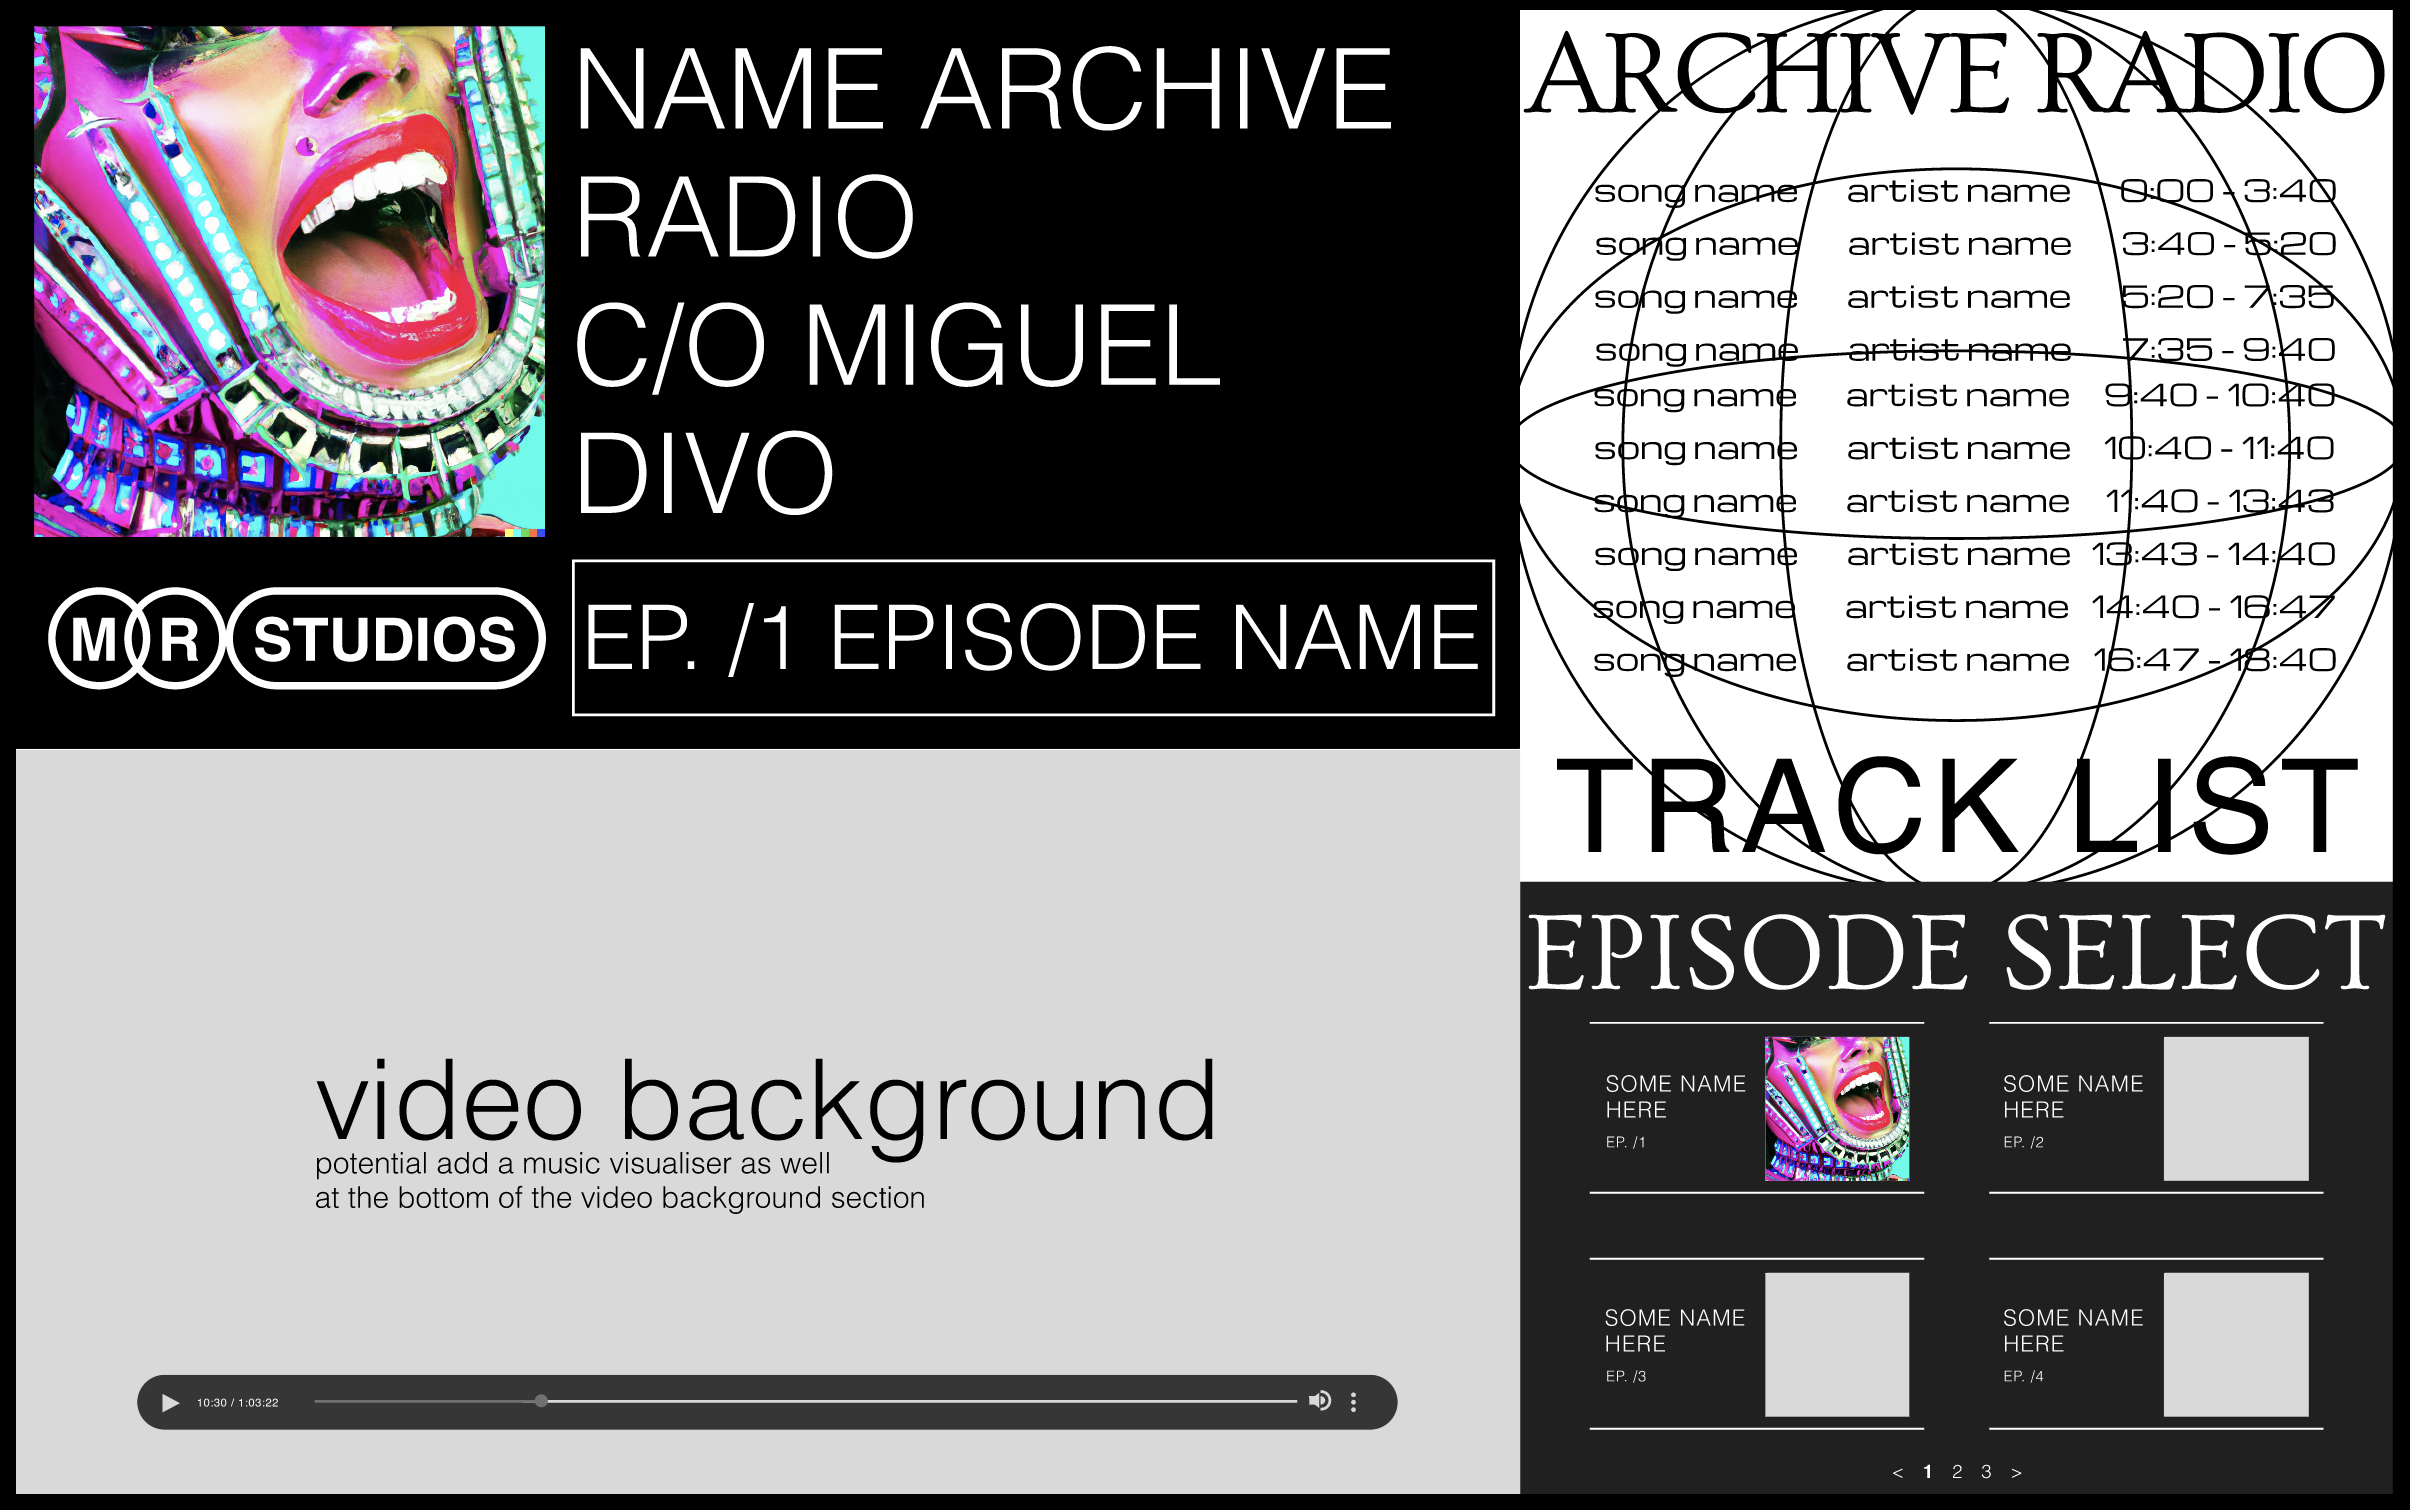 NAME ARCHIVE
RADIO
C/O MIGUEL
DIVO
M R STUDIOS
EP. /1 EPISODE NAME
video background
potential add a music visualiser as well
at the bottom of the video background section
10:30 / 1:03:22
ARCHIVE RADIO
song name artist name 0:00 - 3:40
song name artist name 3:40 - 5:20
song name artist name 5:20 - 7:35
song name artist name 7:35 - 9:40
song name artist name 9:40 - 10:40
song name artist name 10:40 - 11:40
song name artist name 11:40 - 13:43
song name artist name 13:43 - 14:40
song name artist name 14:40 - 16:47
song name artist name 16:47 - 18:40
TRACK LIST
EPISODE SELECT
SOME NAME
HERE
EP. /1
SOME NAME
HERE
EP. /2
SOME NAME
HERE
EP. /3
SOME NAME
HERE
EP. /4
< 1 2 3 >